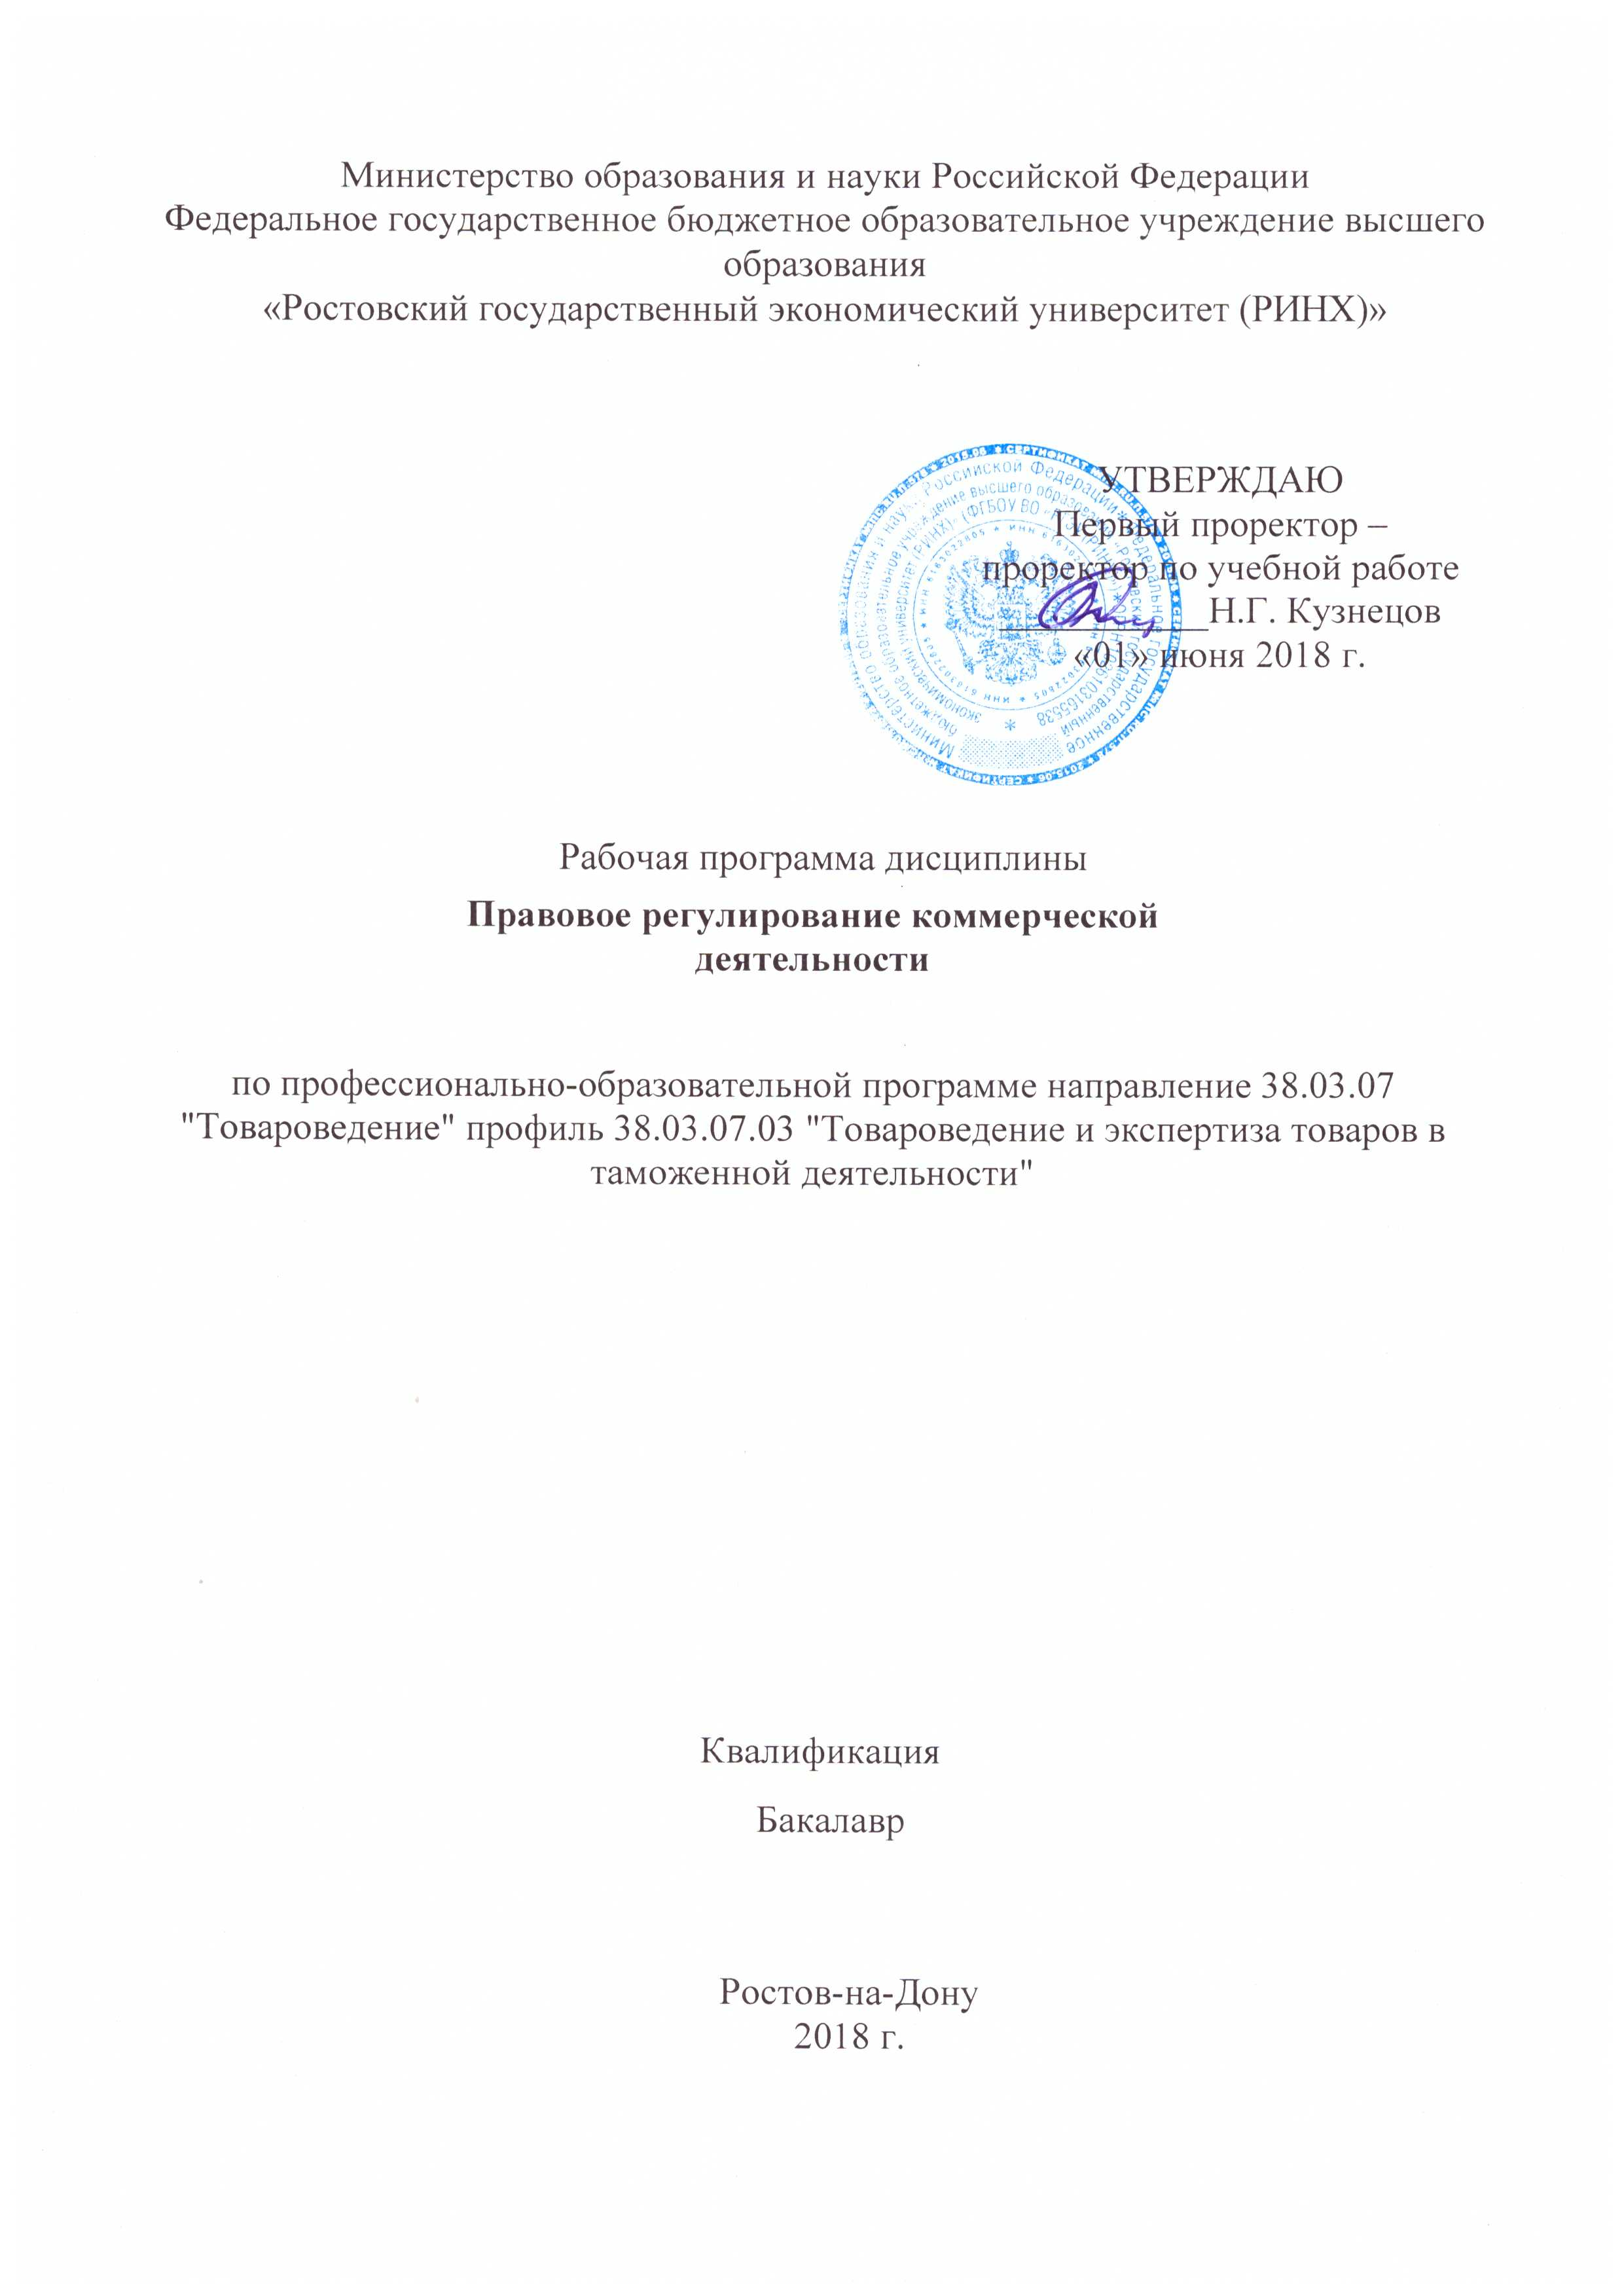 Министерство образования и науки Российской Федерации
Федеральное государственное бюджетное образовательное учреждение высшего
образования
«Ростовский государственный экономический университет (РИНХ)»
УТВЕРЖДАЮ
Первый проректор –
проректор по учебной работе
Н.Г. Кузнецов
«01» июня 2018 г.
Рабочая программа дисциплины
Правовое регулирование коммерческой
деятельности
по профессионально-образовательной программе направление 38.03.07
"Товароведение" профиль 38.03.07.03 "Товароведение и экспертиза товаров в
таможенной деятельности"
Квалификация
Бакалавр
Ростов-на-Дону
2018 г.